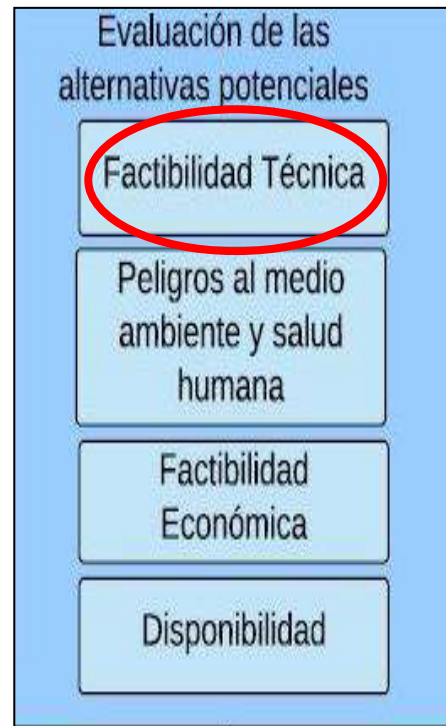 Evaluación de las
alternativas potenciales
Factibilidad Técnica
Peligros al medio
ambiente y salud
humana
Factibilidad
Económica
Disponibilidad